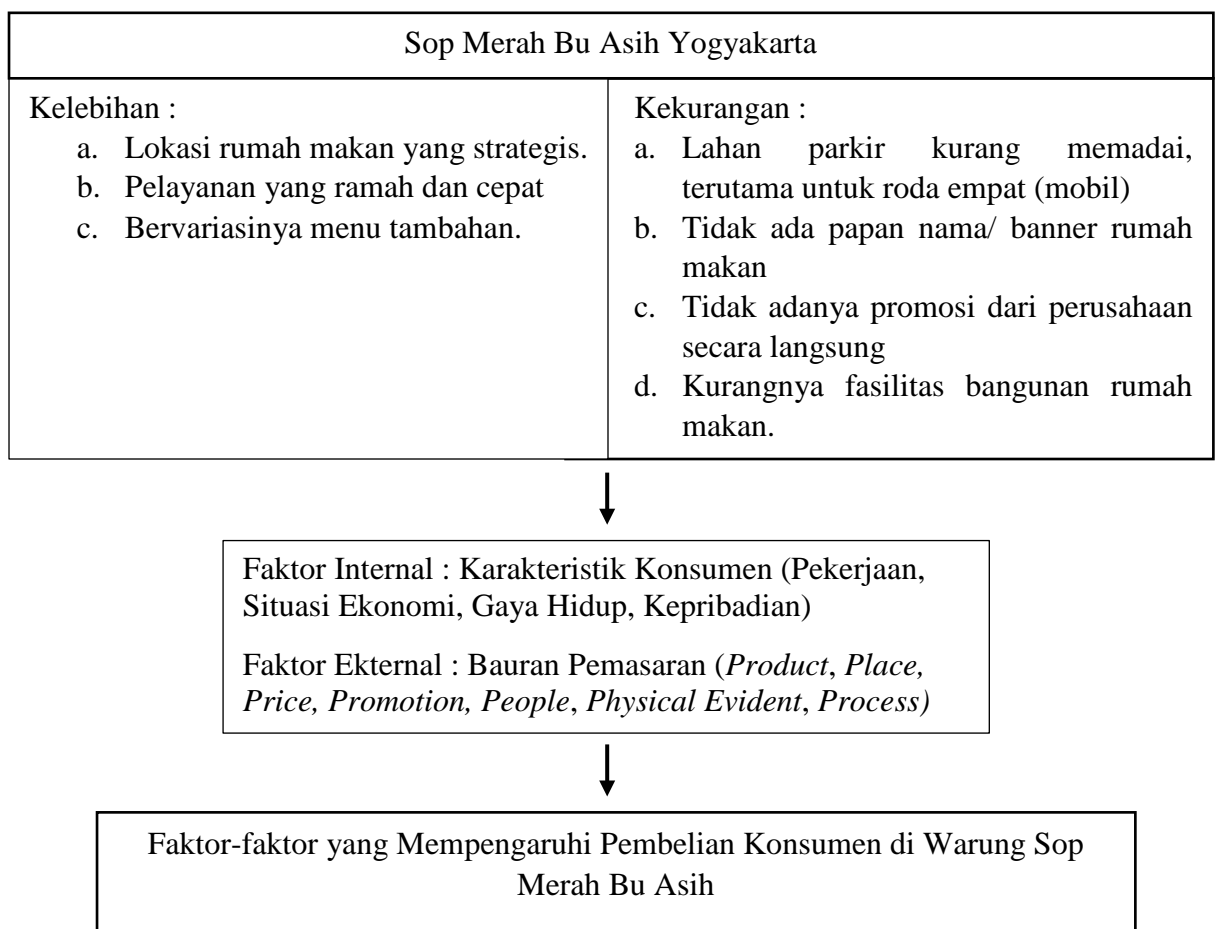 Sop Merah Bu Asih Yogyakarta
Kelebihan :
a. Lokasi rumah makan yang strategis.
b. Pelayanan yang ramah dan cepat
c. Bervariasinya menu tambahan.
Kekurangan :
a. Lahan parkir kurang memadai,
terutama untuk roda empat (mobil)
b. Tidak ada papan nama/ banner rumah
makan
c. Tidak adanya promosi dari perusahaan
secara langsung
d. Kurangnya fasilitas bangunan rumah
makan.
Faktor Internal : Karakteristik Konsumen (Pekerjaan,
Situasi Ekonomi, Gaya Hidup, Kepribadian)
Faktor Ekternal : Bauran Pemasaran (Product, Place,
Price, Promotion, People, Physical Evident, Process)
Faktor-faktor yang Mempengaruhi Pembelian Konsumen di Warung Sop
Merah Bu Asih